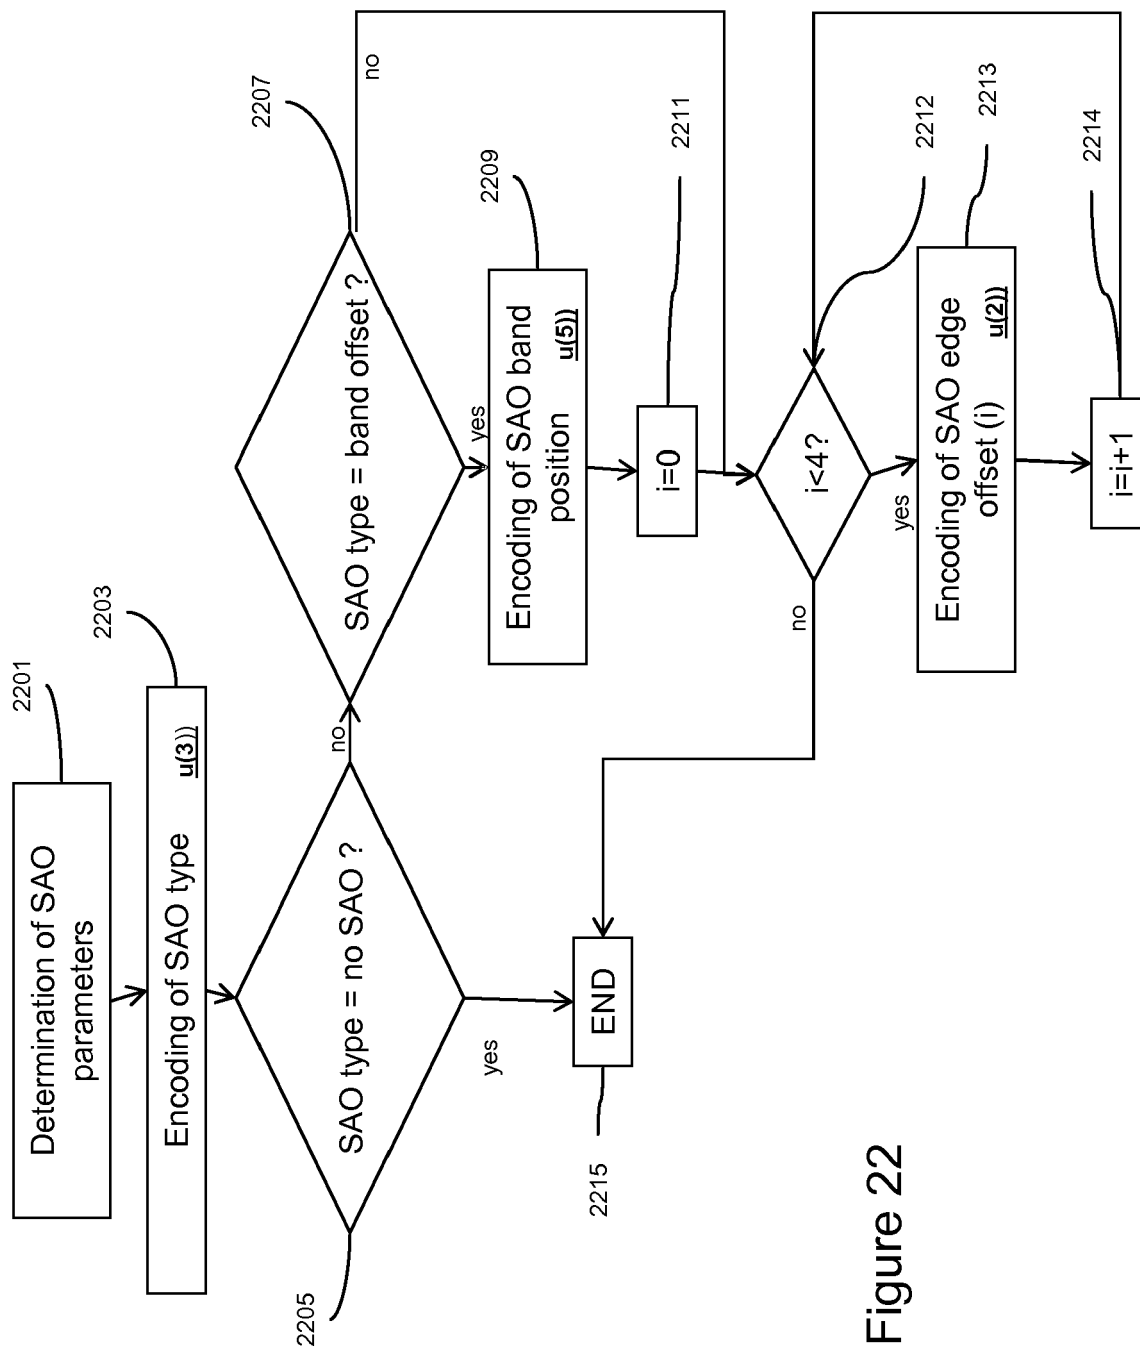 2201
Determination of SAO
parameters
2203
Encoding of SAO type
u(3))
2205
SAO type = no SAO ?
no
yes
2207
SAO type = band offset ?
no
yes
2209
Encoding of SAO band
position
u(5))
2211
i=0
2212
i<4?
no
yes
2213
Encoding of SAO edge
offset (i)
u(2))
2214
i=i+1
END
2215
Figure 22